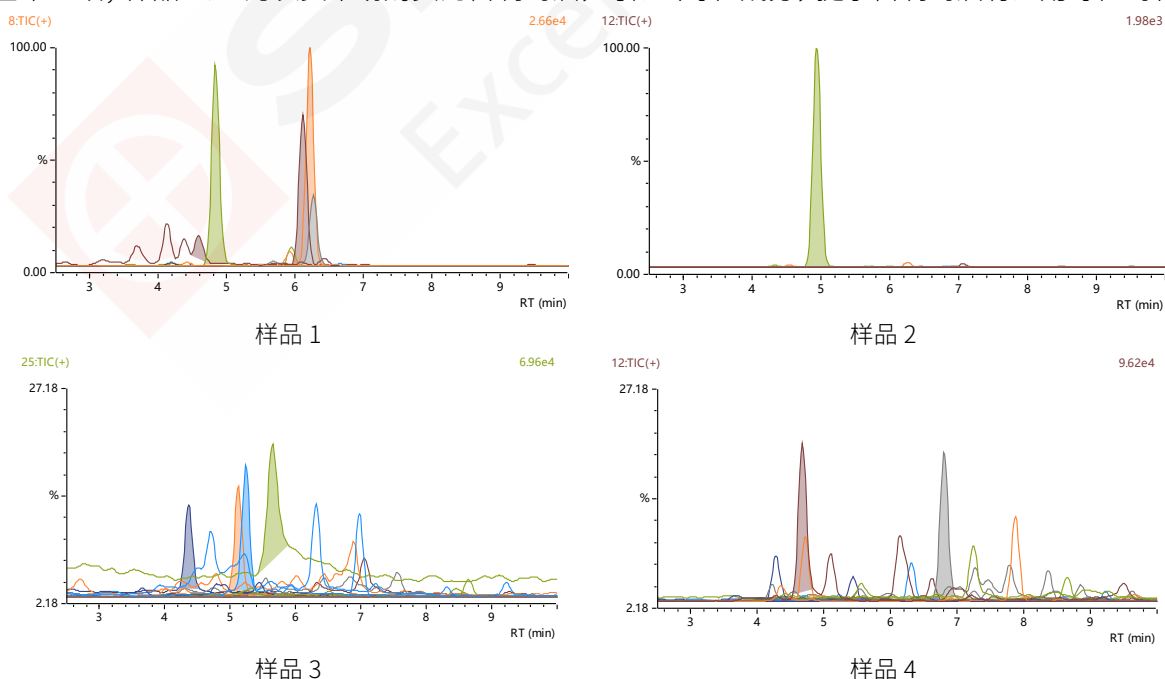 8:TIC(+) 2.66e4 12:TIC(+) 1.98e3
100.00 100.00
% %
0.00 0.00
3 4 5 6 7 8 9 3 4 5 6 7 8 9
RT (min) RT (min)
样品 1 样品 2
25:TIC(+) 6.96e4 12:TIC(+) 9.62e4
27.18 27.18
% %
2.18 2.18
3 4 5 6 7 8 9 3 4 5 6 7 8 9
RT (min) RT (min)
样品 3 样品 4